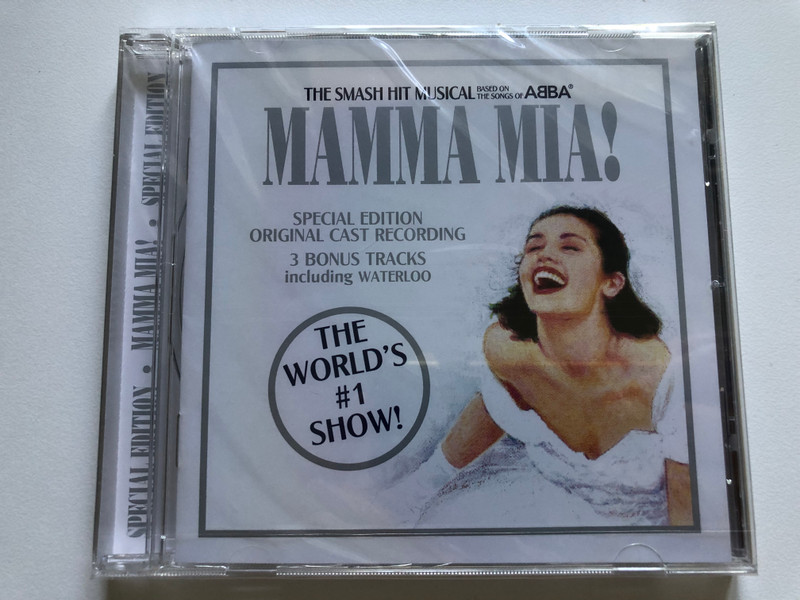 THE SMASH HIT MUSICAL BASED ON THE SONGS OF ABBA®
MAMMA MIA!
SPECIAL EDITION
ORIGINAL CAST RECORDING
3 BONUS TRACKS
including WATERLOO
THE
WORLD'S
#1
SHOW!
SPECIAL EDITION • MAMMA MIA! • SPECIAL EDITION